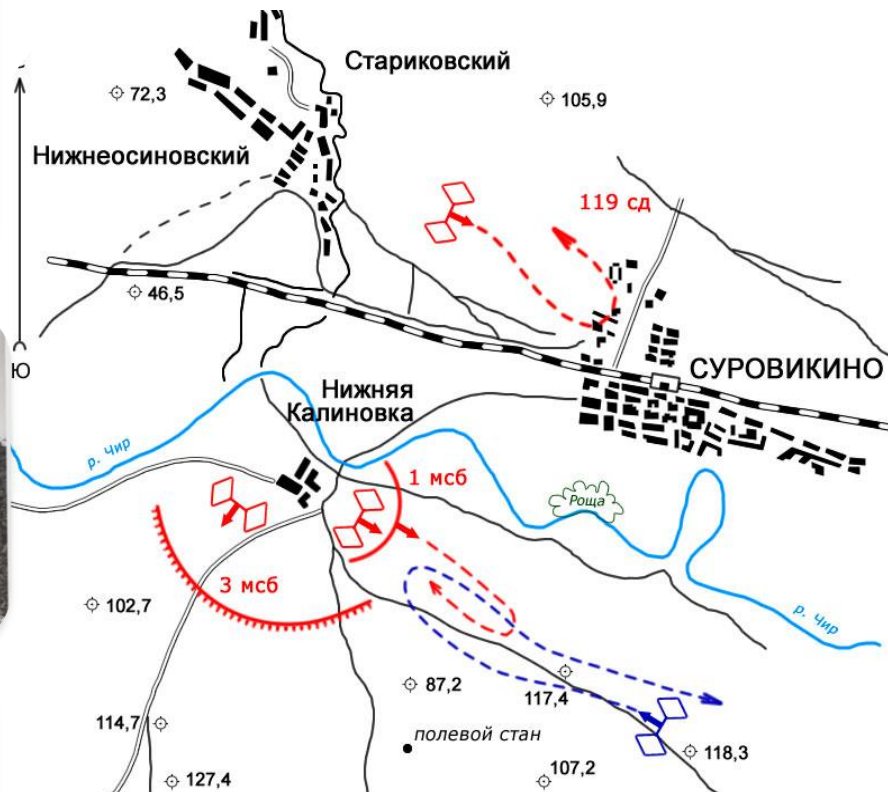 Стариковский
72,3
105,9
Нижнеосиновский
119 сд
46,5
Ю
СУРОВИКИНО
Нижняя
Калиновка
р. Чир
1 мсб
Роща
3 мсб
102,7
р. Чир
87,2
117,4
114,7
полевой стан
118,3
127,4
107,2